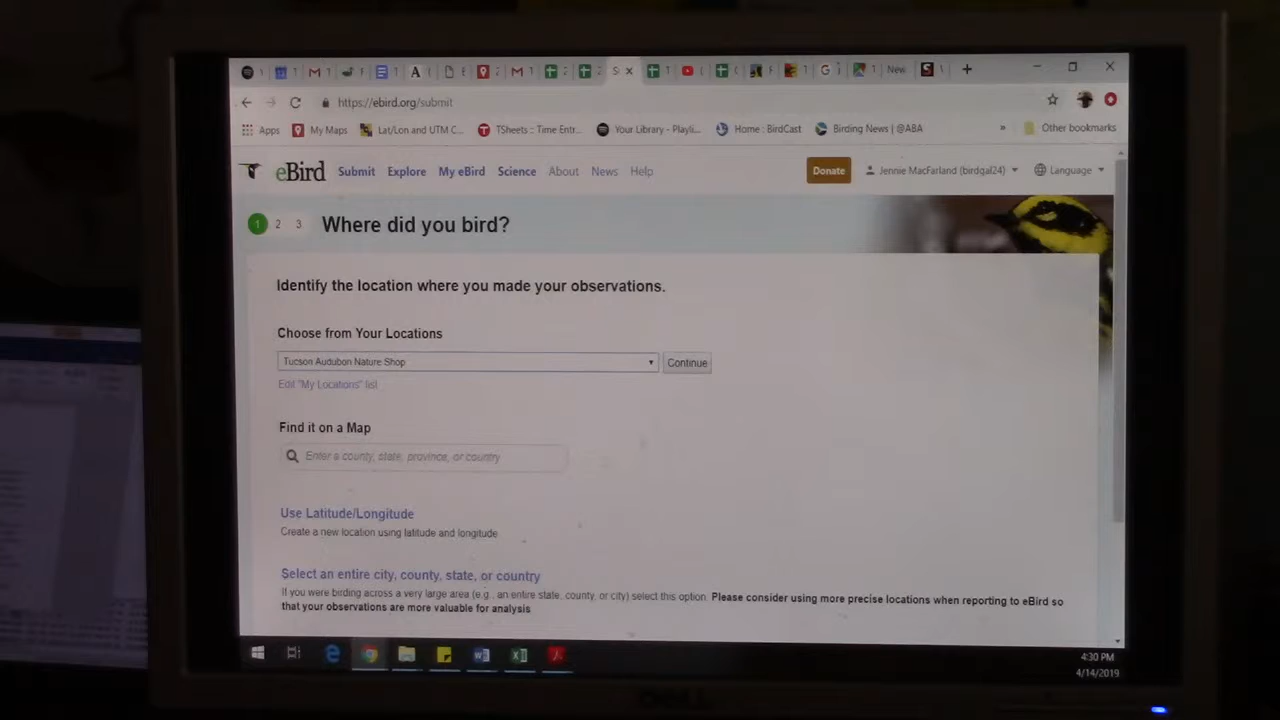 https://ebird.org/submit
Apps My Maps Lat/Lon and UTM C... TSheets :: Time Entr... Your Library - Playli... Home : BirdCast Birding News | @ABA » Other bookmarks
eBird Submit Explore My eBird Science About News Help Donate Jennie MacFarland (birdgal24) Language
1 2 3 Where did you bird?
Identify the location where you made your observations.
Choose from Your Locations
Tucson Audubon Nature Shop Continue
Edit "My Locations" list
Find it on a Map
Enter a county, state, province, or country
Use Latitude/Longitude
Create a new location using latitude and longitude
Select an entire city, county, state, or country
If you were birding across a very large area (e.g., an entire state, county, or city) select this option. Please consider using more precise locations when reporting to eBird so
that your observations are more valuable for analysis
4:30 PM
4/14/2019
DELL